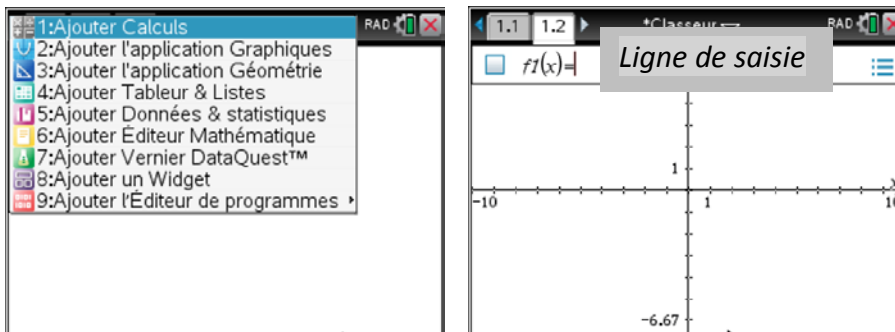 1:Ajouter Calculs
RAD
2:Ajouter l'application Graphiques
3:Ajouter l'application Géométrie
4:Ajouter Tableur & Listes
5:Ajouter Données & statistiques
6:Ajouter Éditeur Mathématique
7:Ajouter Vernier DataQuest™
8:Ajouter un Widget
9:Ajouter l'Éditeur de programmes
1.1 1.2 *Classeur RAD
f1(x)=
Ligne de saisie
1
-10 1 10
-6.67